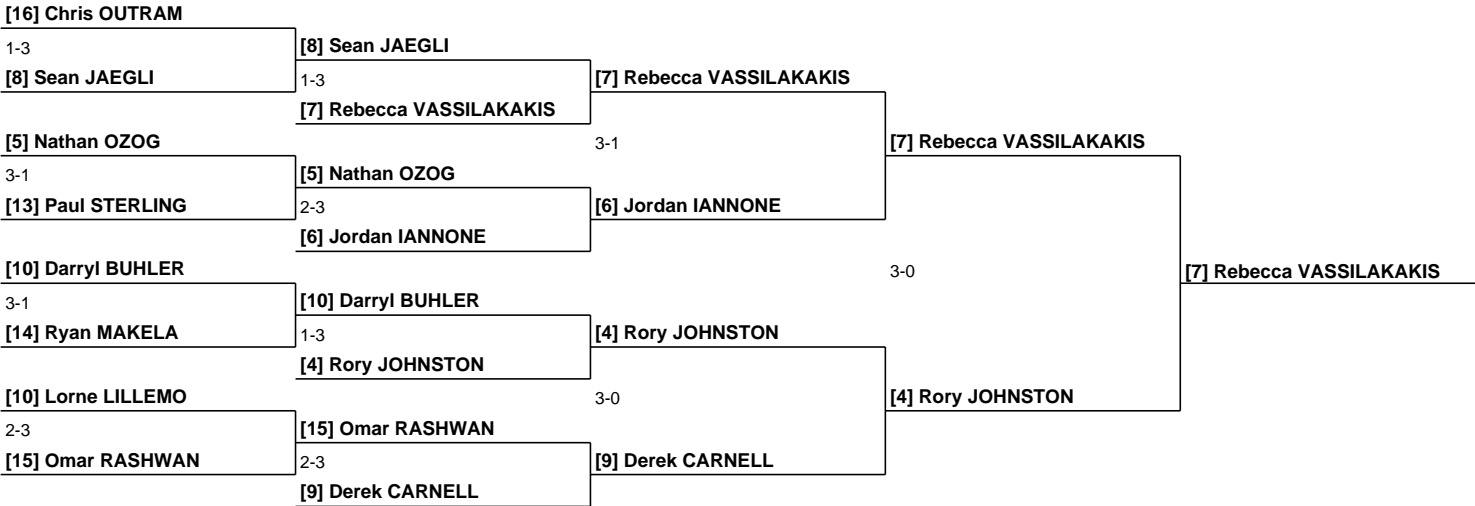 [16] Chris OUTRAM
1-3
[8] Sean JAEGLI
[8] Sean JAEGLI
1-3
[7] Rebecca VASSILAKAKIS
[7] Rebecca VASSILAKAKIS
[5] Nathan OZOG
3-1
[7] Rebecca VASSILAKAKIS
3-1
[5] Nathan OZOG
[13] Paul STERLING
2-3
[6] Jordan IANNONE
[6] Jordan IANNONE
[10] Darryl BUHLER
3-0
[7] Rebecca VASSILAKAKIS
3-1
[10] Darryl BUHLER
[14] Ryan MAKELA
1-3
[4] Rory JOHNSTON
[4] Rory JOHNSTON
[10] Lorne LILLEMO
3-0
[4] Rory JOHNSTON
2-3
[15] Omar RASHWAN
[15] Omar RASHWAN
2-3
[9] Derek CARNELL
[9] Derek CARNELL